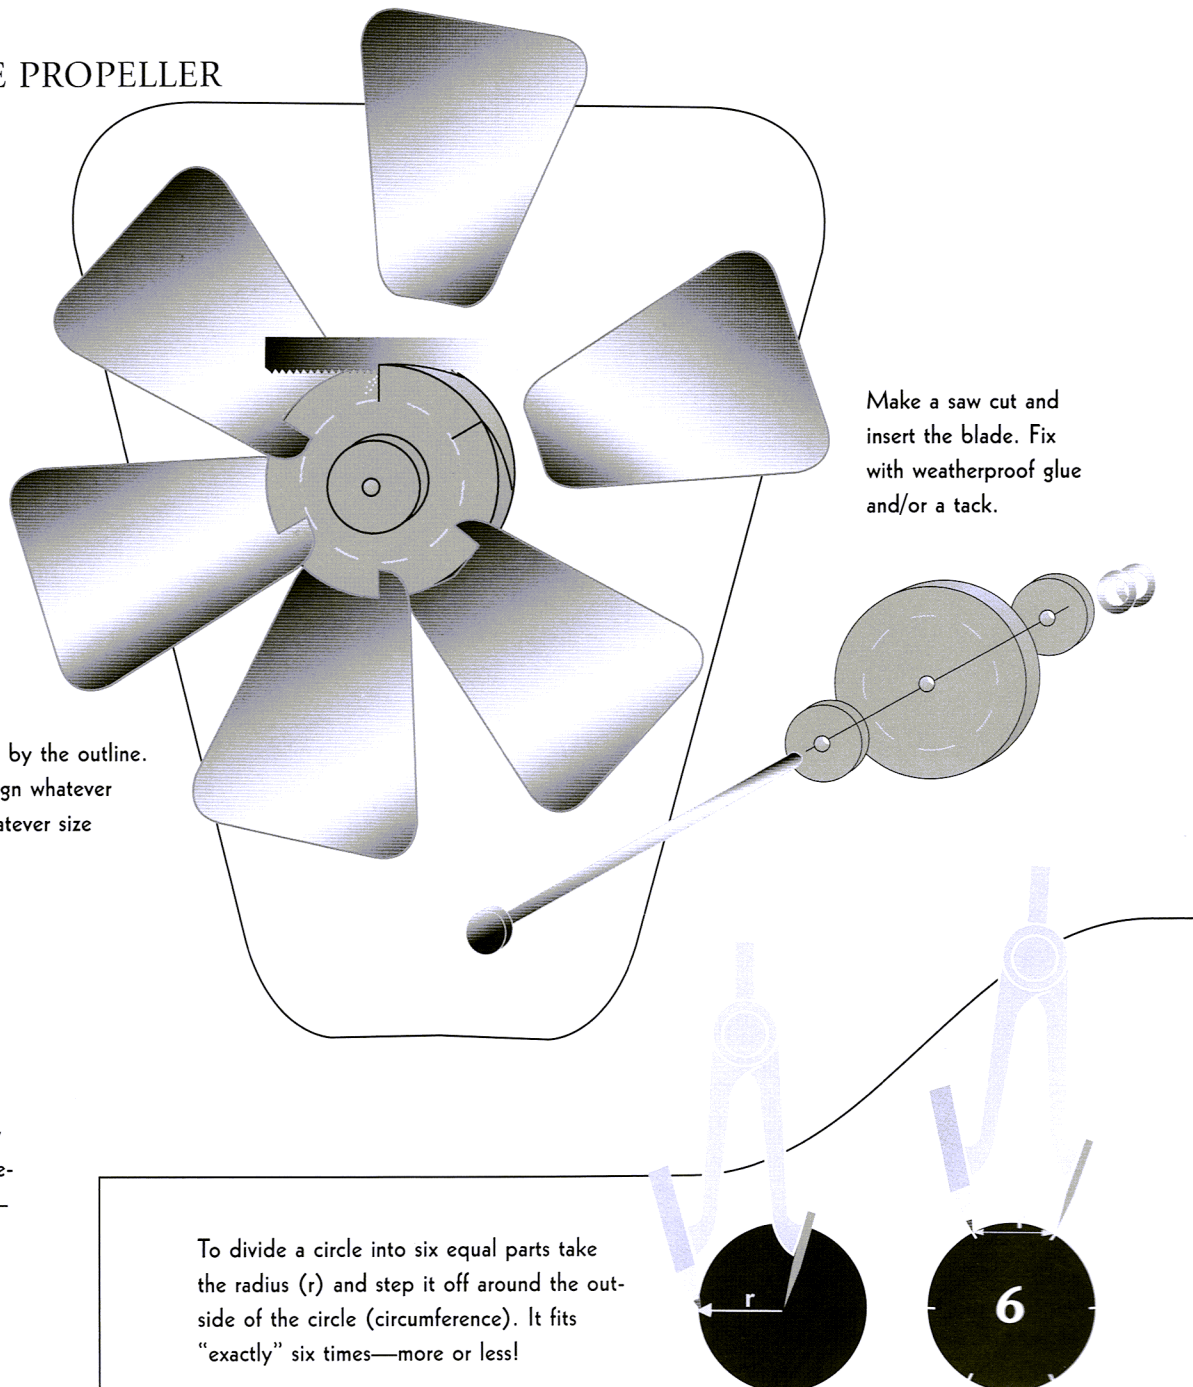 E PROPELLER
Make a saw cut and
insert the blade. Fix
with weatherproof glue
and/or a tack.
by the outline.
gn whatever
atever size
e-
To divide a circle into six equal parts take
the radius (r) and step it off around the out-
side of the circle (circumference). It fits
“exactly” six times—more or less!
r
6